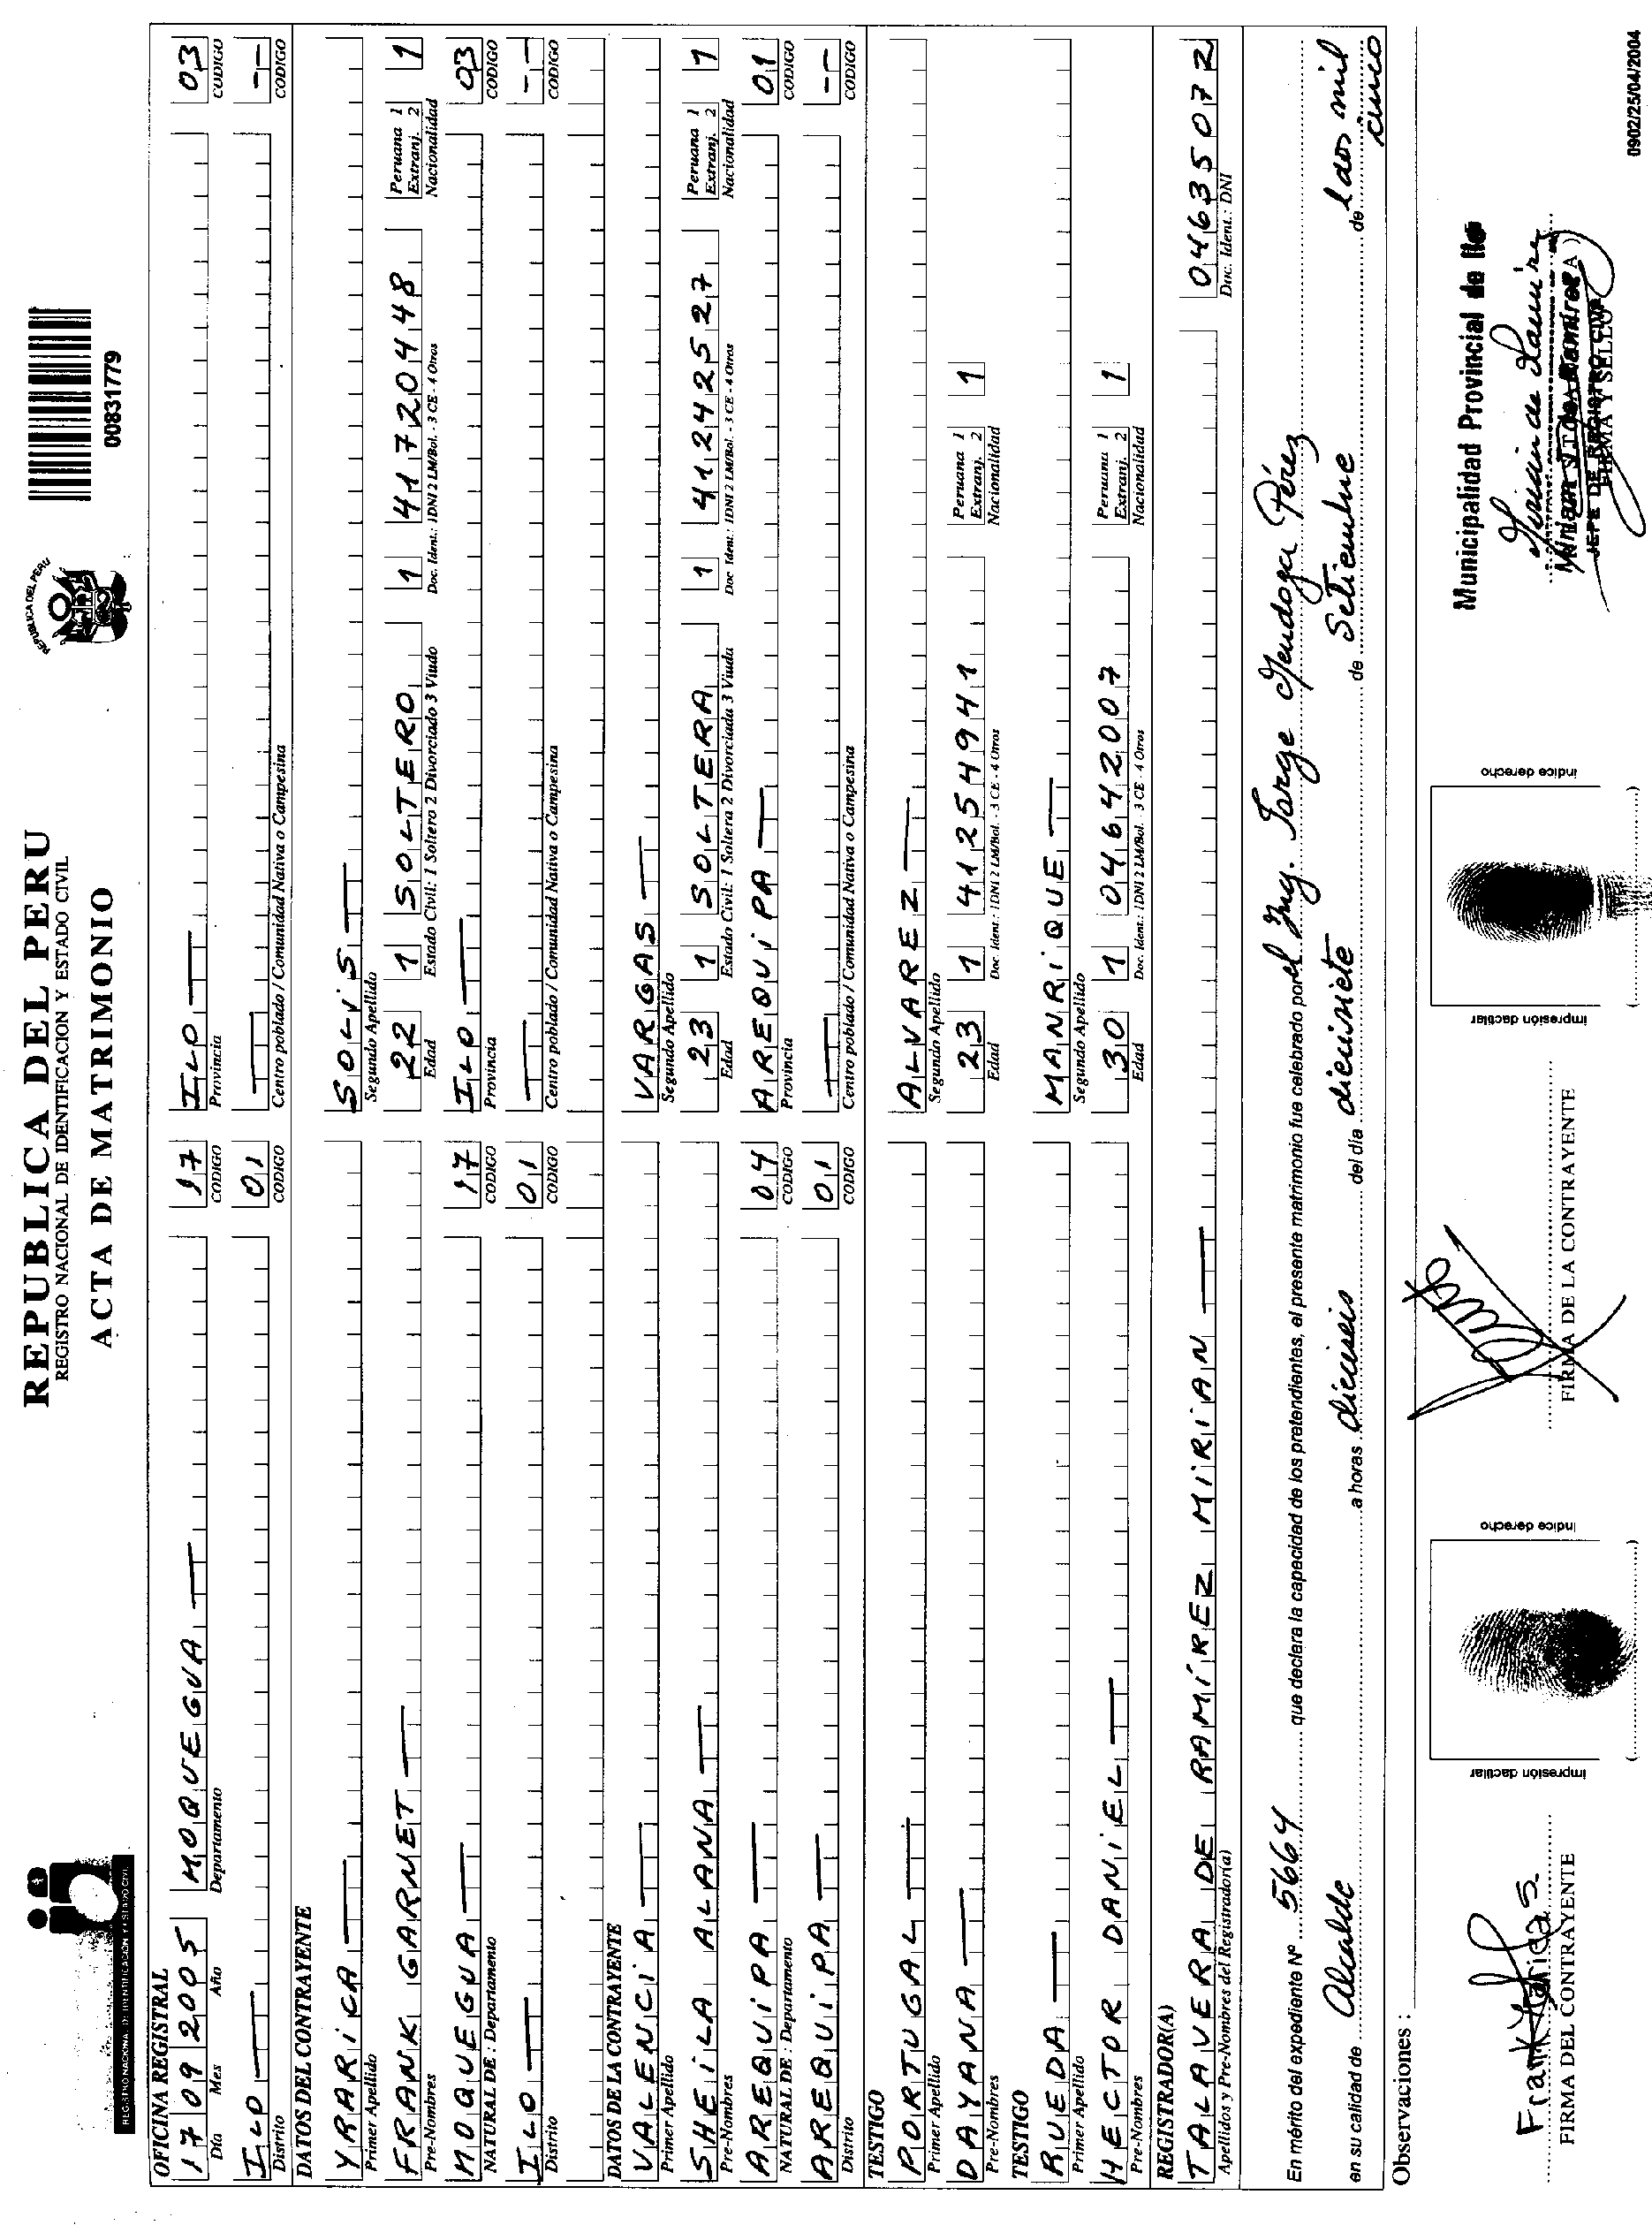 REPUBLICA DEL PERU
REGISTRO NACIONAL DE IDENTIFICACION Y ESTADO CIVIL
ACTA DE MATRIMONIO
REPUBLICA DEL PERU
00831779
REGISTRO NACIONAL DE IDENTIFICACION Y ESTADO CIVIL
OFICINA REGISTRAL
17 09 2005 MOQUEGUA 17 ILO 03
Día Mes Año Departamento CODIGO Provincia CODIGO
ILO 01 --
Distrito CODIGO Centro poblado / Comunidad Nativa o Campesina CODIGO
DATOS DEL CONTRAYENTE
YRARICA SOLIS
Primer Apellido Segundo Apellido
FRANK GARNET 22 1 SOLTERO 1 41720448 Peruana 1 Extranj. 2 1
Pre-Nombres Edad Estado Civil: 1 Soltero 2 Divorciado 3 Viudo Doc. Ident.: 1DNI 2 LM/Bol. - 3 CE - 4 Otros Nacionalidad
MOQUEGUA 17 ILO 03
NATURAL DE : Departamento CODIGO Provincia CODIGO
ILO 01 --
Distrito CODIGO Centro poblado / Comunidad Nativa o Campesina CODIGO
DATOS DE LA CONTRAYENTE
VALENCIA VARGAS
Primer Apellido Segundo Apellido
SHEILA ALANA 23 1 SOLTERA 1 41242527 Peruana 1 Extranj. 2 1
Pre-Nombres Edad Estado Civil: 1 Soltera 2 Divorciada 3 Viuda Doc Ident.: 1DNI 2 LM/Bol. - 3 CE - 4 Otros Nacionalidad
AREQUIPA 04 AREQUIPA 01
NATURAL DE : Departamento CODIGO Provincia CODIGO
AREQUIPA 01 --
Distrito CODIGO Centro poblado / Comunidad Nativa o Campesina CODIGO
TESTIGO
PORTUGAL ALVAREZ
Primer Apellido Segundo Apellido
DAYANA 23 1 41254941 Peruana 1 Extranj. 2 1
Pre-Nombres Edad Doc. Ident.: 1DNI 2 LM/Bol. - 3 CE - 4 Otros Nacionalidad
TESTIGO
RUEDA MANRIQUE
Primer Apellido Segundo Apellido
HECTOR DANIEL 30 1 04642007 Peruana 1 Extranj. 2 1
Pre-Nombres Edad Doc. Ident.: 1DNI 2 LM/Bol. - 3 CE - 4 Otros Nacionalidad
REGISTRADOR(A)
TALAVERA DE RAMÍREZ MIRIAN 04635072
Apellidos y Pre-Nombres del Registrador(a) Doc. Ident.: DNI
En mérito del expediente Nº 5664 que declara la capacidad de los pretendientes, el presente matrimonio fue celebrado por el Ing. Jorge Mendoza Pérez
en su calidad de Alcalde a horas dieciseis del día diecisiete de Setiembre de dos mil cinco
Observaciones :
Municipalidad Provincial de Ilo
JEFE DE REGISTRO CIVIL
FIRMA Y SELLO
Frank Yrarica S.
FIRMA DEL CONTRAYENTE
impresión dactilar
índice derecho
FIRMA DE LA CONTRAYENTE
impresión dactilar
índice derecho
0902/25/04/2004